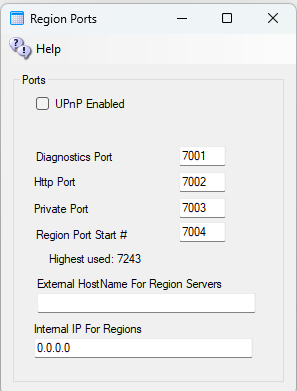 Region Ports
Help
Ports
UPnP Enabled
Diagnostics Port 7001
Http Port 7002
Private Port 7003
Region Port Start # 7004
Highest used: 7243
External HostName For Region Servers
Internal IP For Regions
0.0.0.0